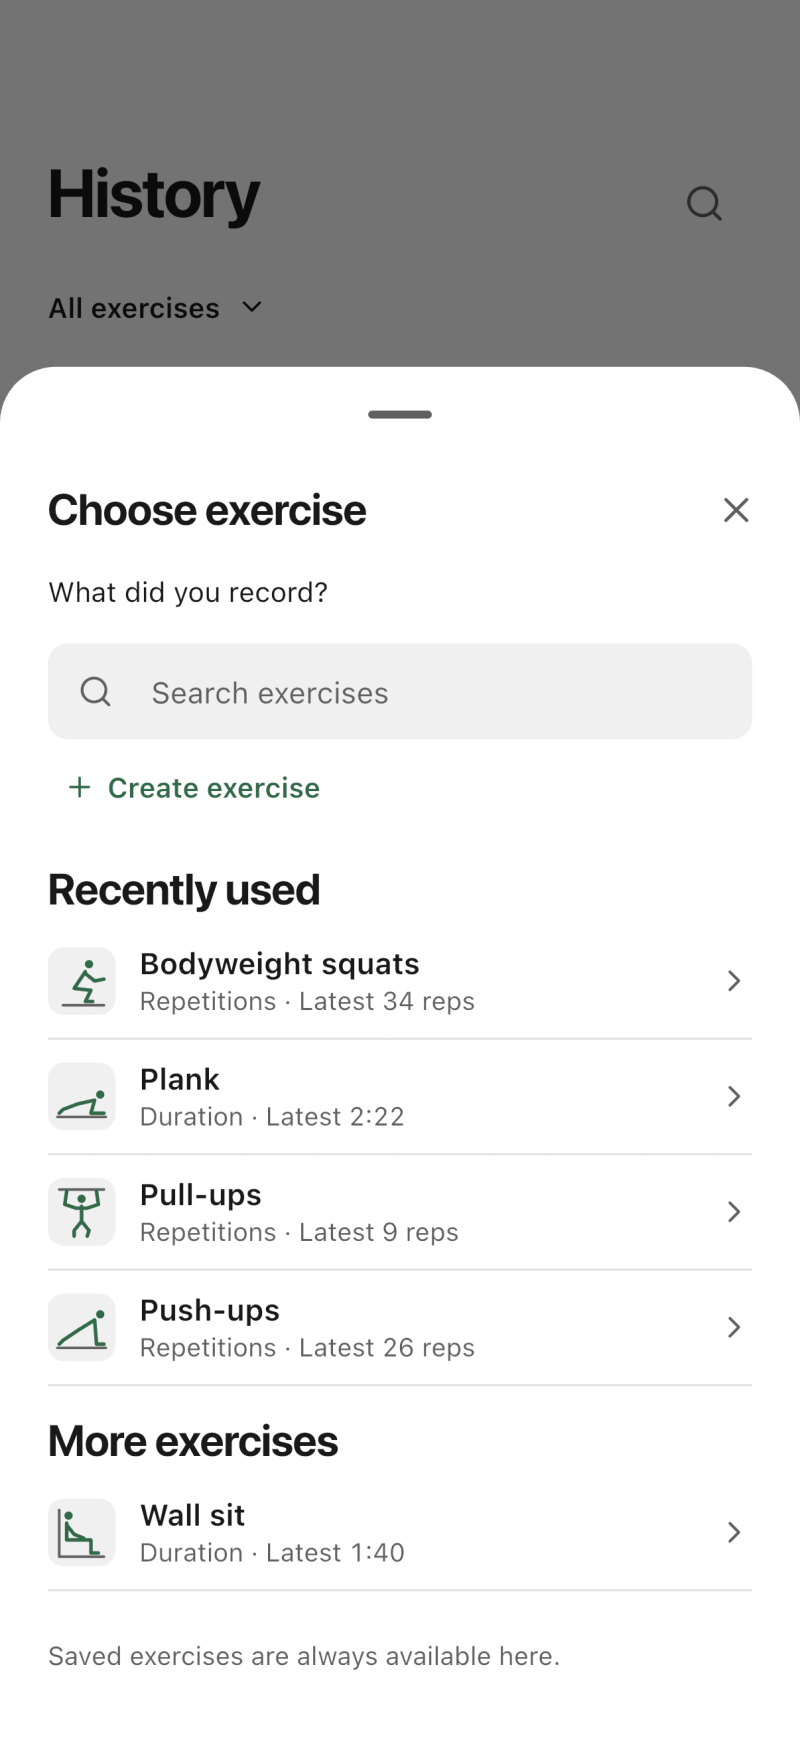 History
All exercises
Choose exercise
What did you record?
Search exercises
Create exercise
Recently used
Bodyweight squats
Repetitions · Latest 34 reps
Plank
Duration · Latest 2:22
Pull-ups
Repetitions · Latest 9 reps
Push-ups
Repetitions · Latest 26 reps
More exercises
Wall sit
Duration · Latest 1:40
Saved exercises are always available here.